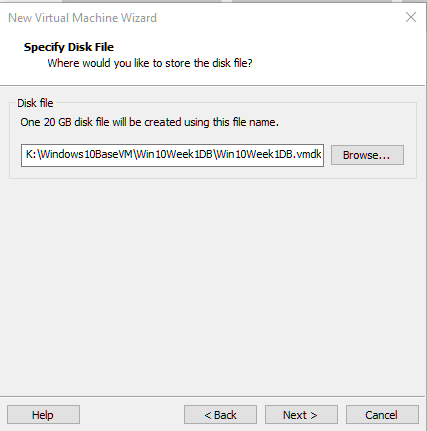 New Virtual Machine Wizard
Specify Disk File
Where would you like to store the disk file?
Disk file
One 20 GB disk file will be created using this file name.
K:\Windows10BaseVM\Win10Week1DB\Win10Week1DB.vmdk
Browse...
Help
< Back
Next >
Cancel